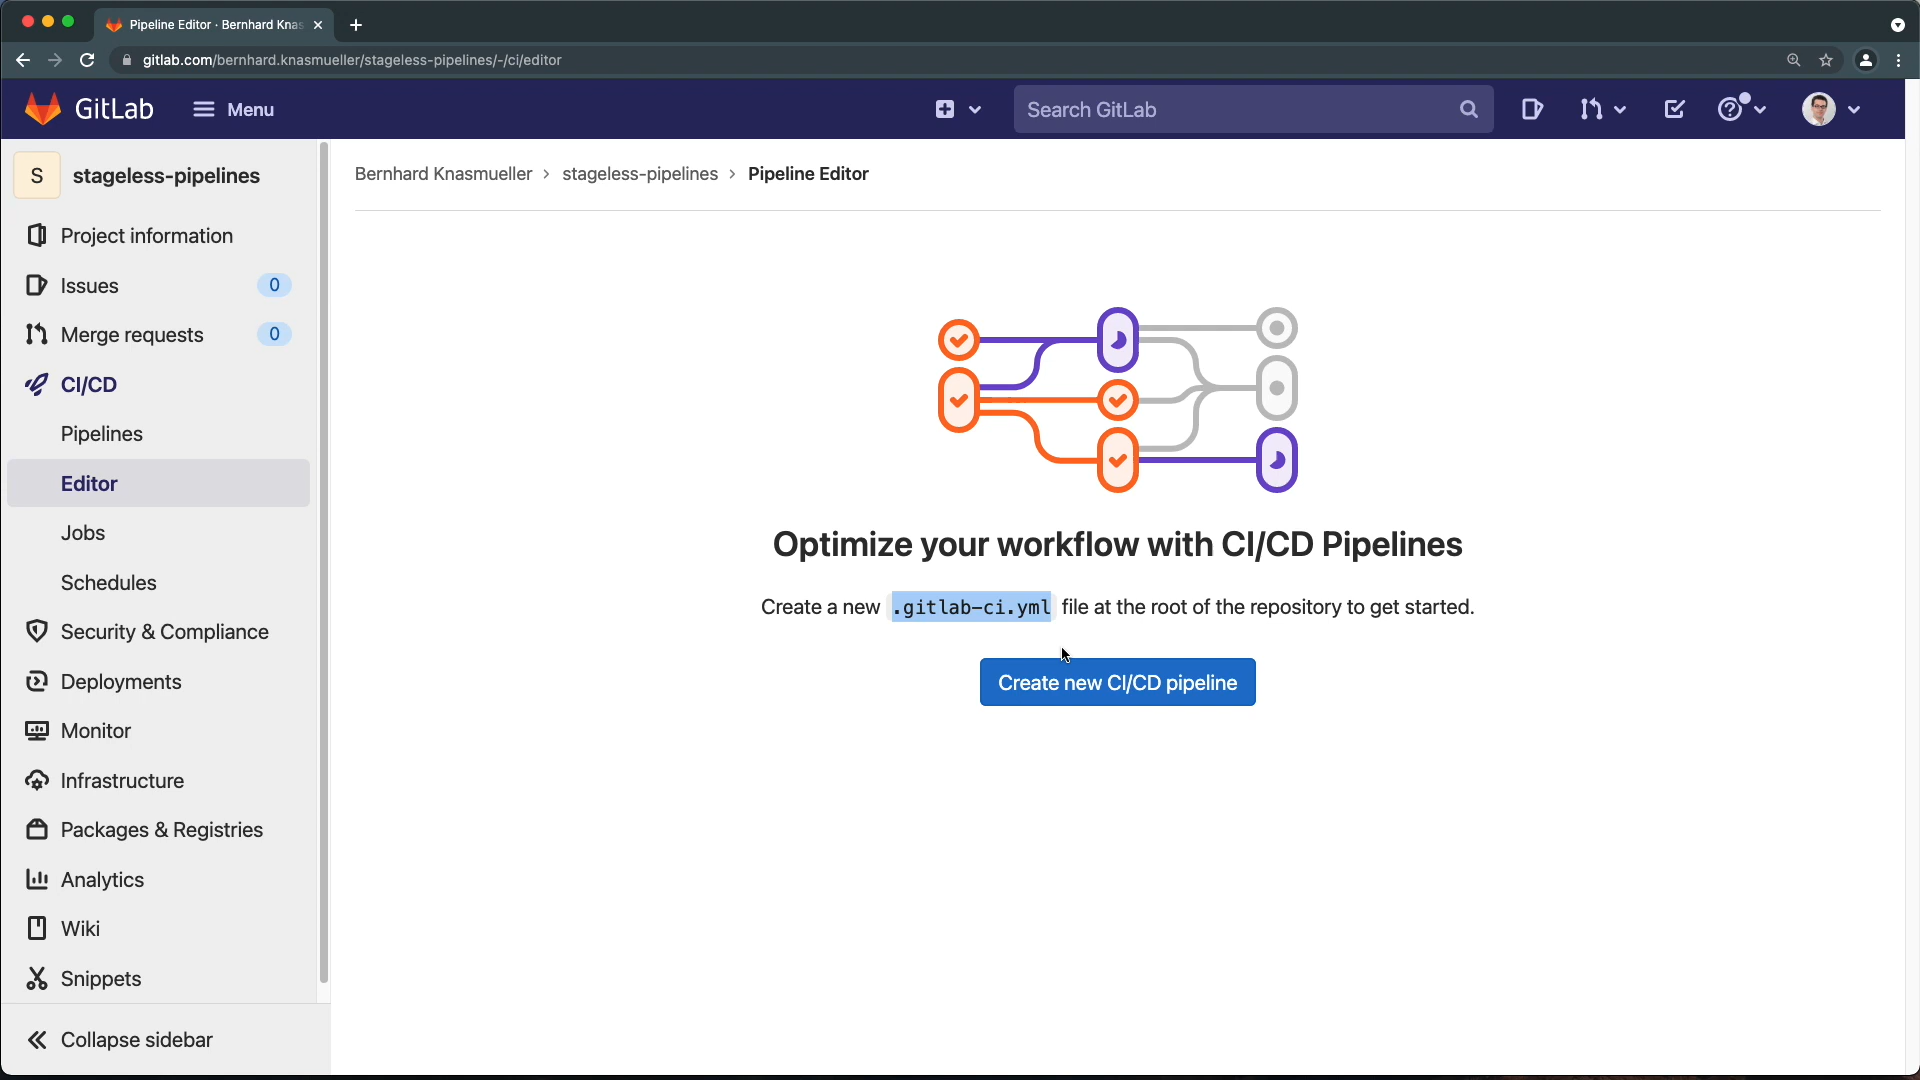 Pipeline Editor · Bernhard Knas
gitlab.com/bernhard.knasmueller/stageless-pipelines/-/ci/editor
GitLab
Menu
Search GitLab
S
stageless-pipelines
Bernhard Knasmueller › stageless-pipelines › Pipeline Editor
Project information
Issues 0
Merge requests 0
CI/CD
Pipelines
Editor
Jobs
Schedules
Security & Compliance
Deployments
Monitor
Infrastructure
Packages & Registries
Analytics
Wiki
Snippets
Collapse sidebar
Optimize your workflow with CI/CD Pipelines
Create a new .gitlab-ci.yml file at the root of the repository to get started.
Create new CI/CD pipeline